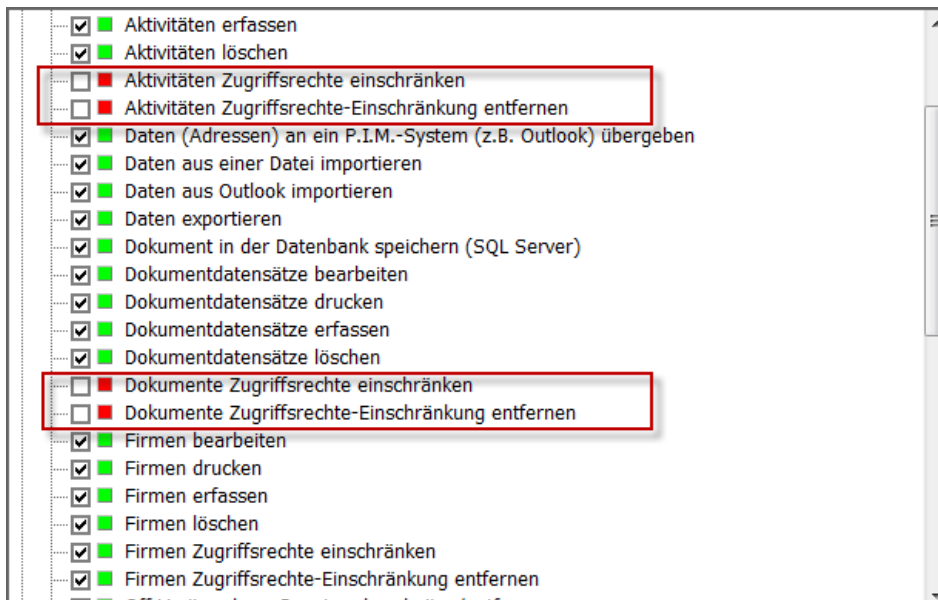 Aktivitäten erfassen
Aktivitäten löschen
Aktivitäten Zugriffsrechte einschränken
Aktivitäten Zugriffsrechte-Einschränkung entfernen
Daten (Adressen) an ein P.I.M.-System (z.B. Outlook) übergeben
Daten aus einer Datei importieren
Daten aus Outlook importieren
Daten exportieren
Dokument in der Datenbank speichern (SQL Server)
Dokumentdatensätze bearbeiten
Dokumentdatensätze drucken
Dokumentdatensätze erfassen
Dokumentdatensätze löschen
Dokumente Zugriffsrechte einschränken
Dokumente Zugriffsrechte-Einschränkung entfernen
Firmen bearbeiten
Firmen drucken
Firmen erfassen
Firmen löschen
Firmen Zugriffsrechte einschränken
Firmen Zugriffsrechte-Einschränkung entfernen